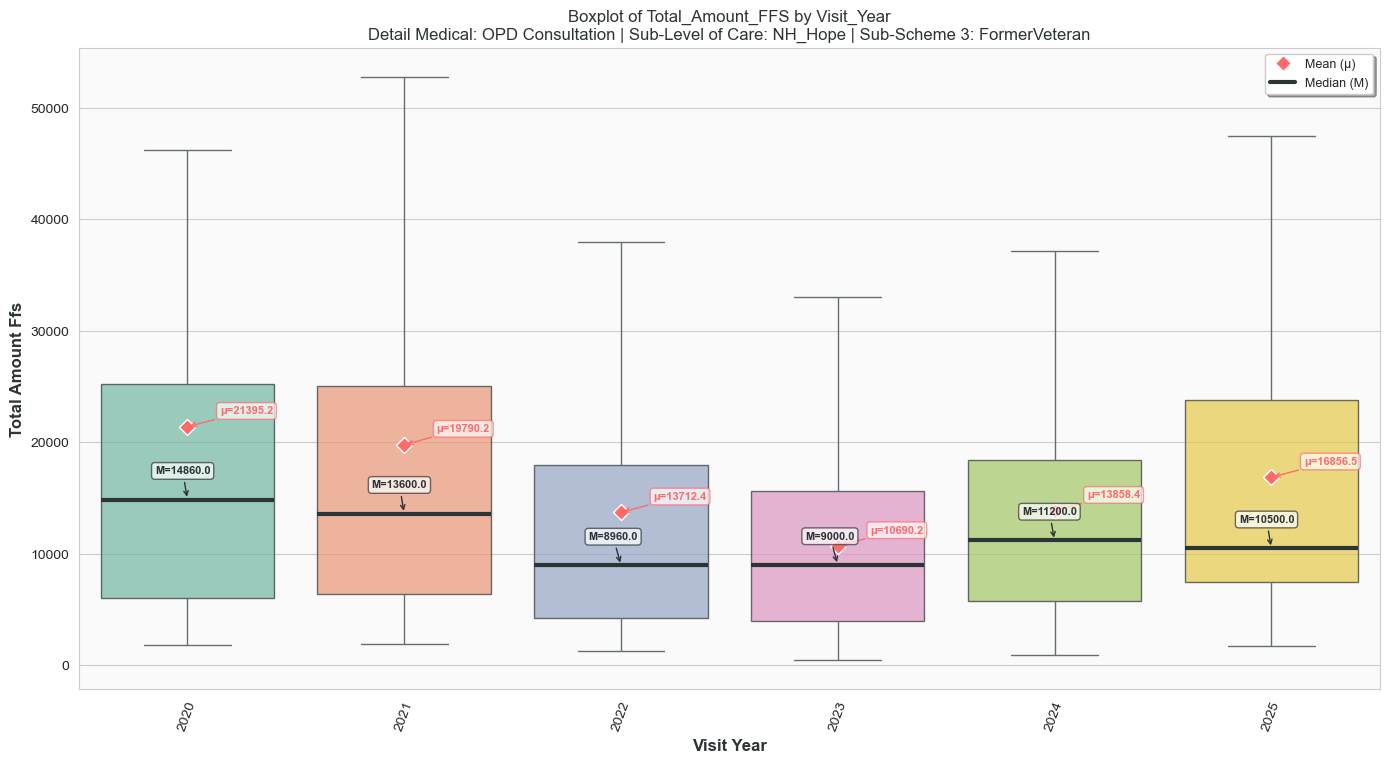 Boxplot of Total_Amount_FFS by Visit_Year
Detail Medical: OPD Consultation | Sub-Level of Care: NH_Hope | Sub-Scheme 3: FormerVeteran
Mean (μ)
Median (M)
Total Amount Ffs
50000
40000
30000
20000
10000
0
μ=21395.2
M=14860.0
μ=19790.2
M=13600.0
μ=13712.4
M=8960.0
μ=10690.2
M=9000.0
μ=13858.4
M=11200.0
μ=16856.5
M=10500.0
2020
2021
2022
2023
2024
2025
Visit Year